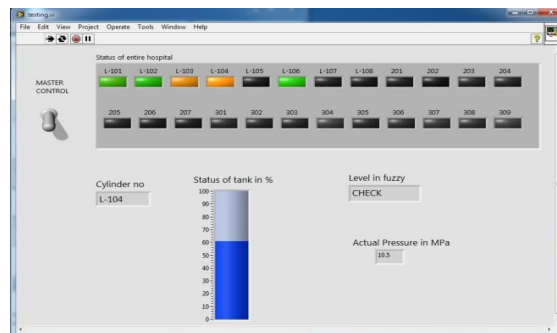 testing.vi
File Edit View Project Operate Tools Window Help
Status of entire hospital
L-101 L-102 L-103 L-104 L-105 L-106 L-107 L-108 201 202 203 204
MASTER
CONTROL
205 206 207 301 302 303 304 305 306 307 308 309
Cylinder no
L-104
Status of tank in %
100-
90-
80-
70-
60-
50-
40-
30-
20-
10-
0-
Level in fuzzy
CHECK
Actual Pressure in MPa
10.5